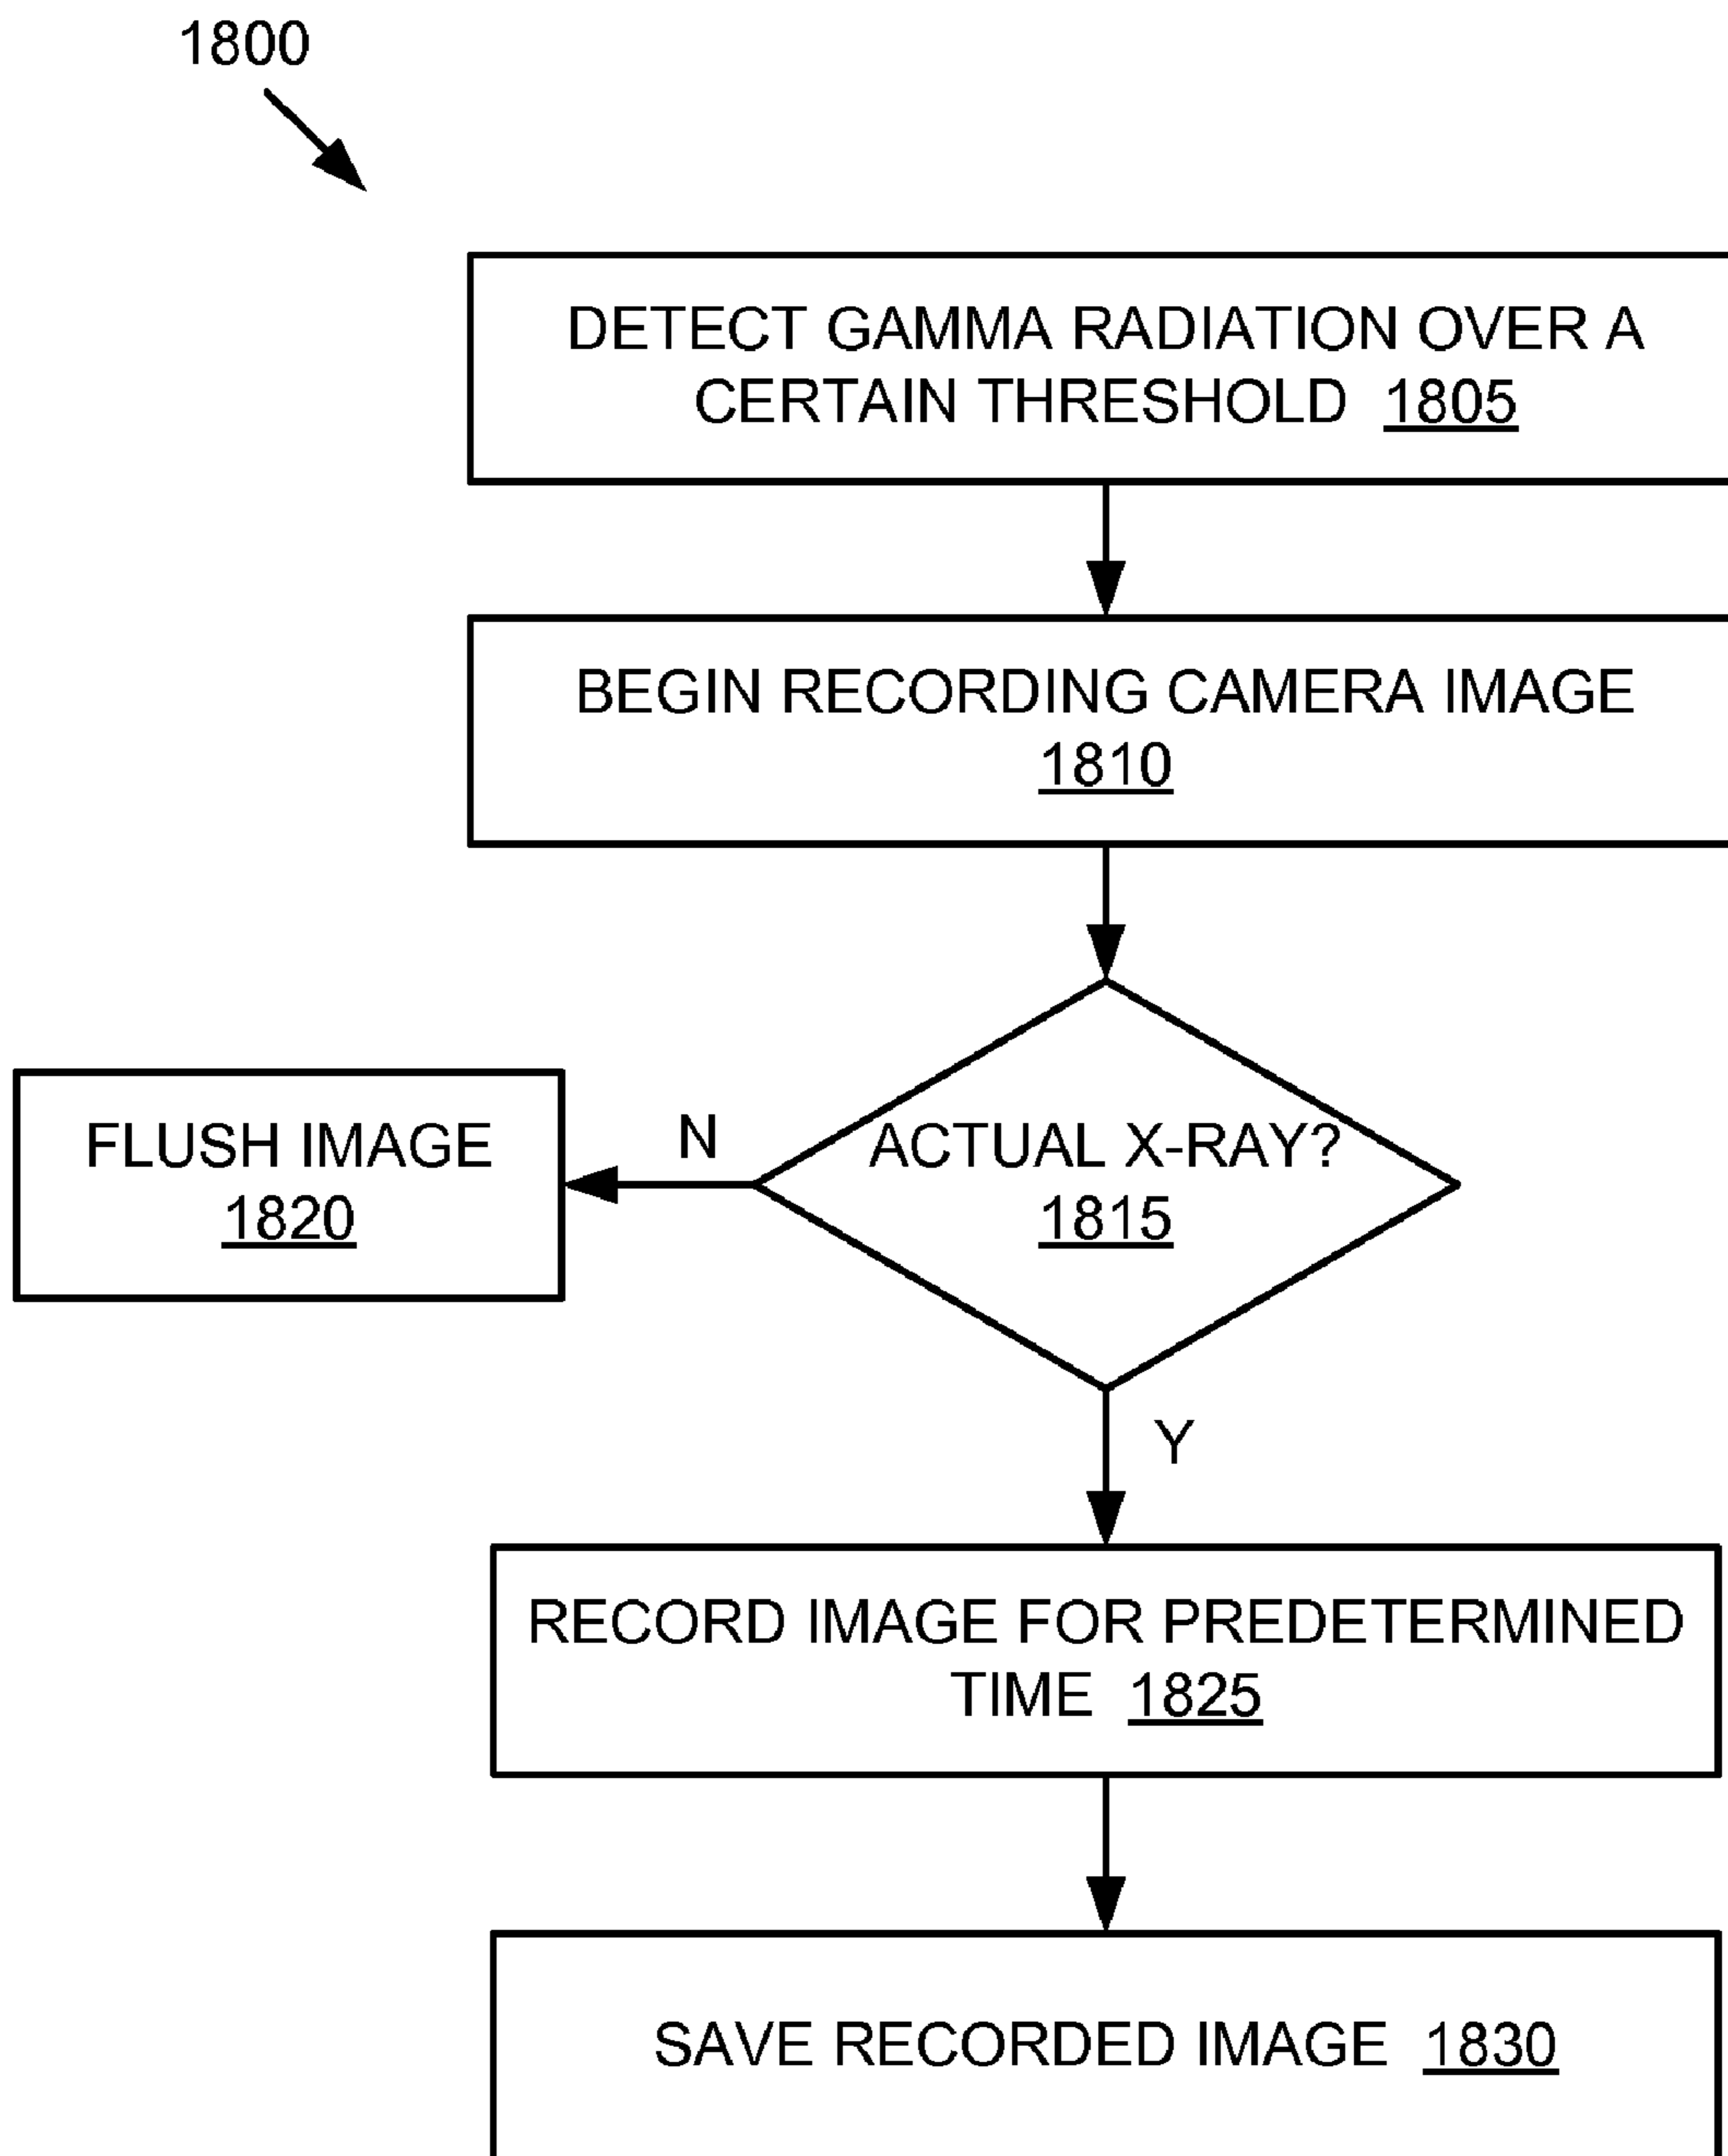 1800
DETECT GAMMA RADIATION OVER A
CERTAIN THRESHOLD 1805
BEGIN RECORDING CAMERA IMAGE
1810
ACTUAL X-RAY?
1815
N
FLUSH IMAGE
1820
Y
RECORD IMAGE FOR PREDETERMINED
TIME 1825
SAVE RECORDED IMAGE 1830